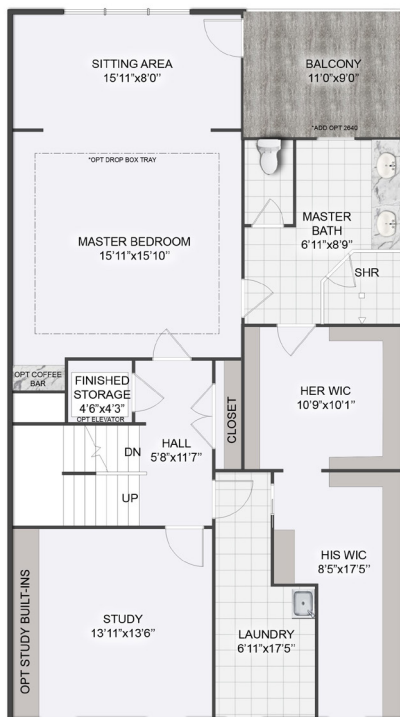 SITTING AREA
15'11"x8'0"
BALCONY
11'0"x9'0"
*ADD OPT 2640
*OPT DROP BOX TRAY
MASTER BEDROOM
15'11"x15'10"
MASTER
BATH
6'11"x8'9"
SHR
OPT COFFEE
BAR
FINISHED
STORAGE
4'6"x4'3"
OPT ELEVATOR
CLOSET
HER WIC
10'9"x10'1"
DN
HALL
5'8"x11'7"
UP
HIS WIC
8'5"x17'5"
OPT STUDY BUILT-INS
STUDY
13'11"x13'6"
LAUNDRY
6'11"x17'5"